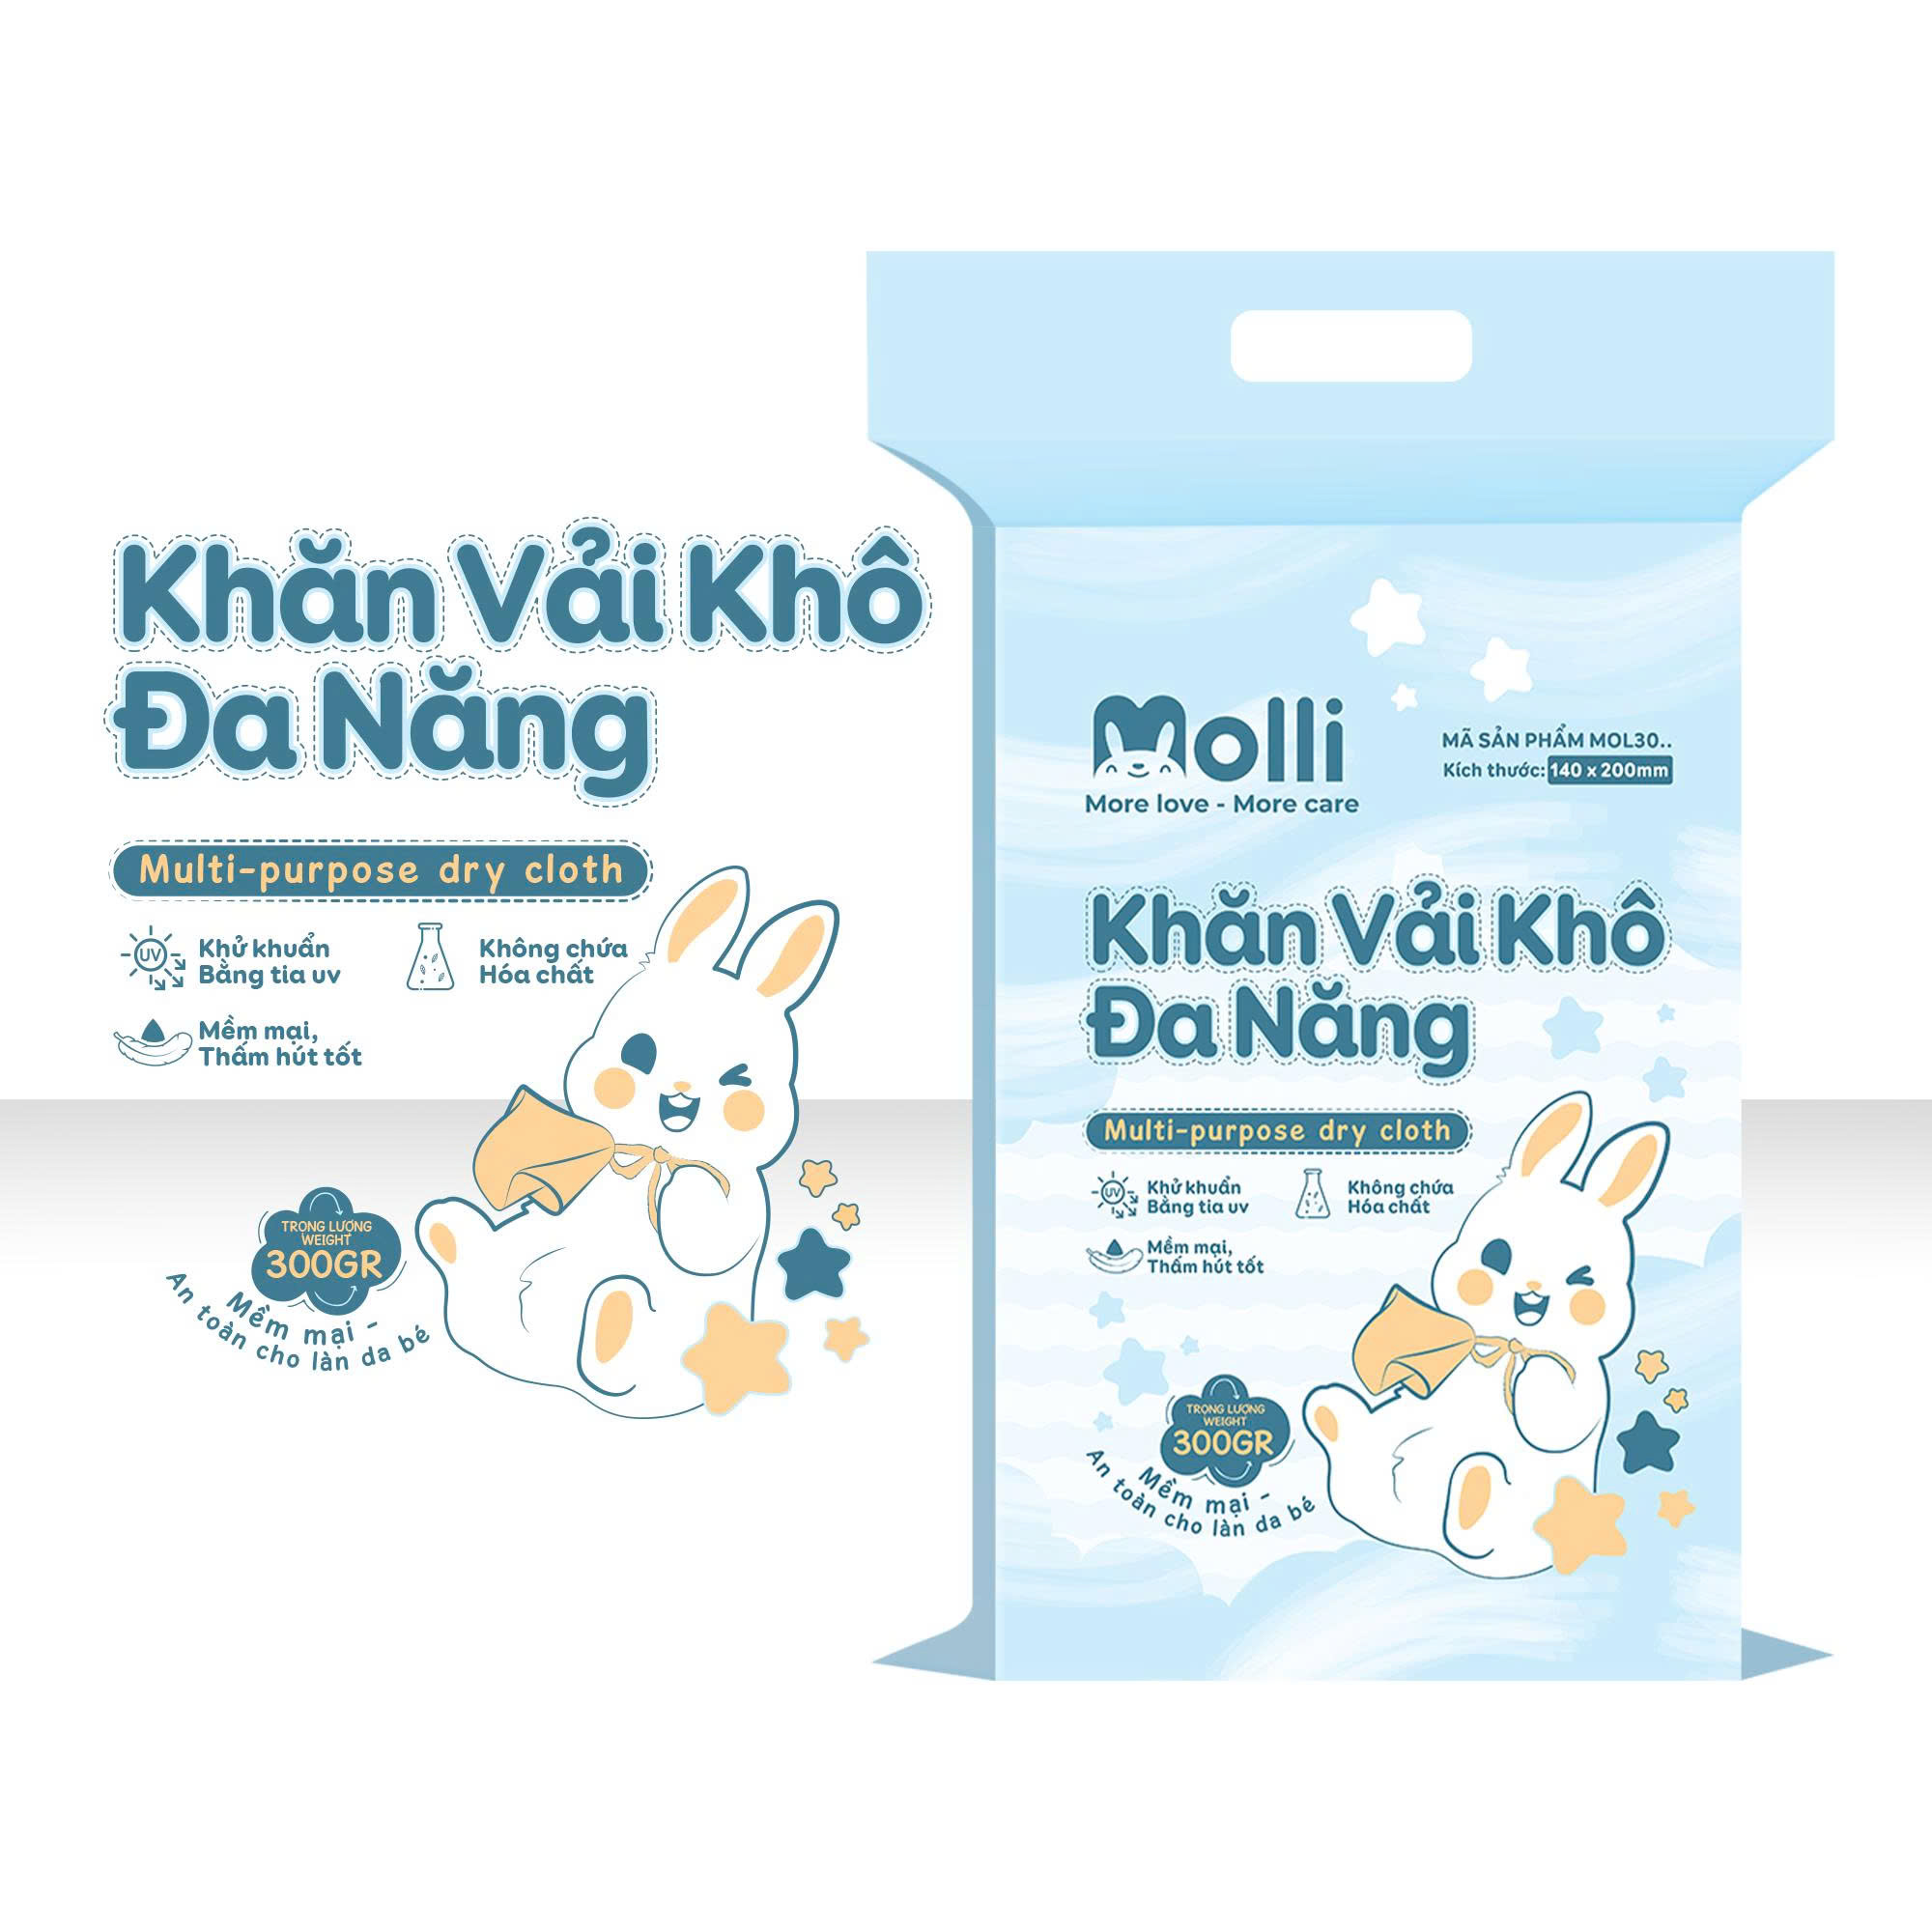 Khăn Vải Khô
Đa Năng
Multi-purpose dry cloth
UV
Khử khuẩn
Bằng tia uv
Không chứa
Hóa chất
Mềm mại,
Thấm hút tốt
TRỌNG LƯỢNG
WEIGHT
300GR
Mềm mại -
An toàn cho làn da bé
Molli
More love - More care
MÃ SẢN PHẨM MOL30..
Kích thước: 140 x 200mm
Khăn Vải Khô
Đa Năng
Multi-purpose dry cloth
UV
Khử khuẩn
Bằng tia uv
Không chứa
Hóa chất
Mềm mại,
Thấm hút tốt
TRỌNG LƯỢNG
WEIGHT
300GR
Mềm mại -
An toàn cho làn da bé